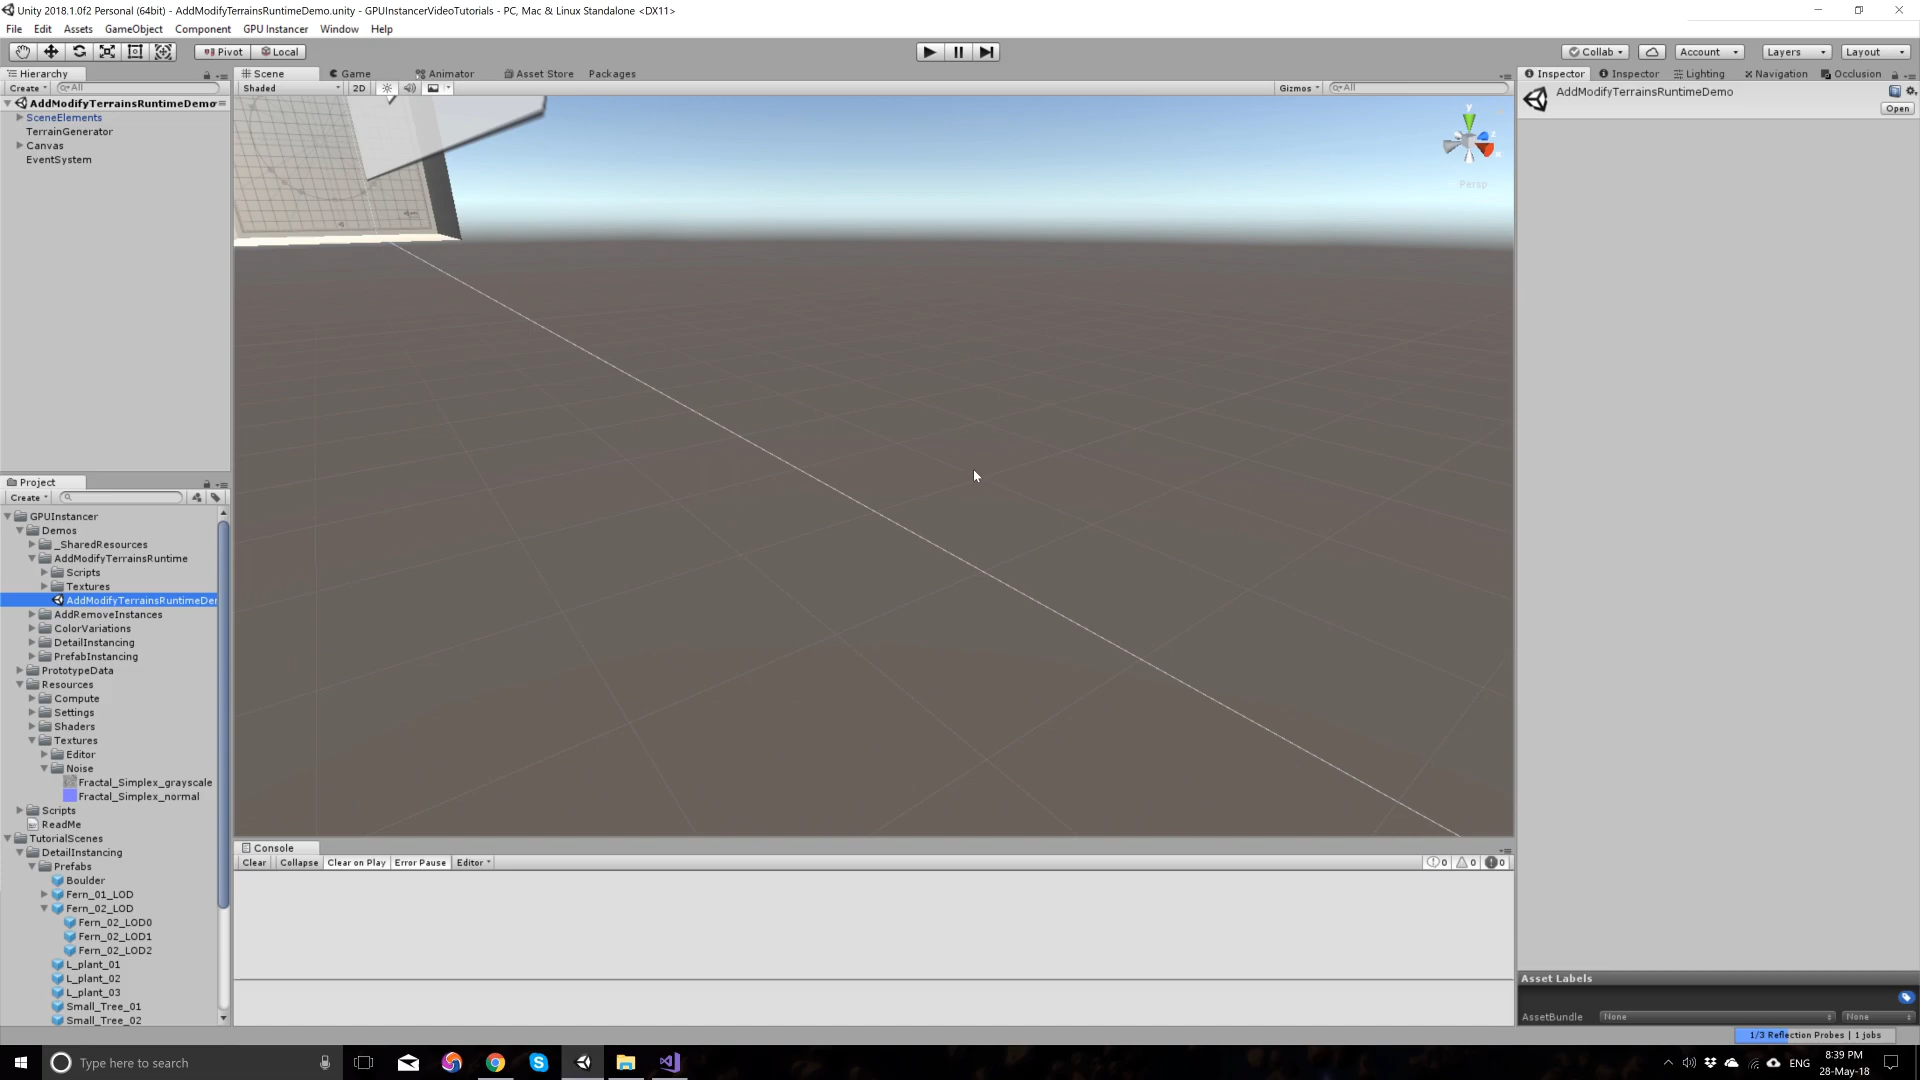 Unity 2018.1.0f2 Personal (64bit) - AddModifyTerrainsRuntimeDemo.unity - GPUInstancerVideoTutorials - PC, Mac & Linux Standalone <DX11>
File Edit Assets GameObject Component GPU Instancer Window Help
Pivot Local Collab Account Layers Layout
Hierarchy
Create All
AddModifyTerrainsRuntimeDemo
SceneElements
TerrainGenerator
Canvas
EventSystem
Scene Game Animator Asset Store Packages
Shaded 2D Gizmos All
y
Persp
Inspector Inspector Lighting Navigation Occlusion
AddModifyTerrainsRuntimeDemo
Open
Project
Create
GPUInstancer
Demos
_SharedResources
AddModifyTerrainsRuntime
Scripts
Textures
AddModifyTerrainsRuntimeDer
AddRemoveInstances
ColorVariations
DetailInstancing
PrefabInstancing
PrototypeData
Resources
Compute
Settings
Shaders
Textures
Editor
Noise
Fractal_Simplex_grayscale
Fractal_Simplex_normal
Scripts
ReadMe
TutorialScenes
DetailInstancing
Prefabs
Boulder
Fern_01_LOD
Fern_02_LOD
Fern_02_LOD0
Fern_02_LOD1
Fern_02_LOD2
L_plant_01
L_plant_02
L_plant_03
Small_Tree_01
Small_Tree_02
Console
Clear Collapse Clear on Play Error Pause Editor 0 0 0
Asset Labels
AssetBundle None None
1/3 Reflection Probes | 1 jobs
Type here to search
ENG
8:39 PM
28-May-18